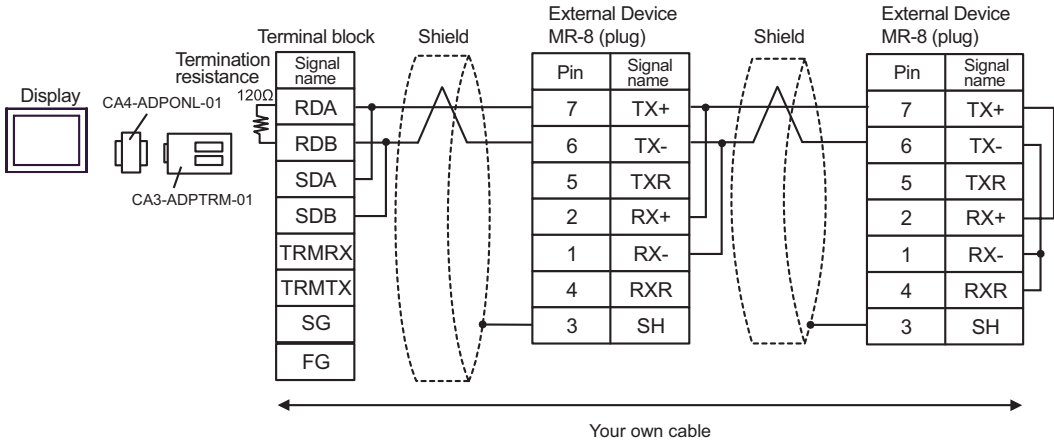 External Device
MR-8 (plug)
External Device
MR-8 (plug)
Terminal block
Shield
Shield
Termination
resistance
120Ω
Display
CA4-ADPONL-01
CA3-ADPTRM-01
Signal
name
RDA
RDB
SDA
SDB
TRMRX
TRMTX
SG
FG
Pin
Signal
name
7 TX+
6 TX-
5 TXR
2 RX+
1 RX-
4 RXR
3 SH
Pin
Signal
name
7 TX+
6 TX-
5 TXR
2 RX+
1 RX-
4 RXR
3 SH
Your own cable